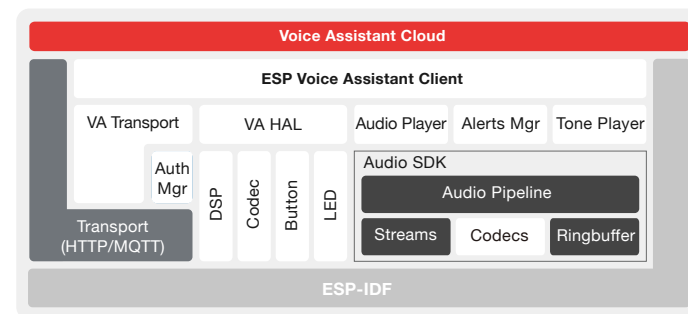 Voice Assistant Cloud
ESP Voice Assistant Client
VA Transport
VA HAL
Audio Player
Alerts Mgr
Tone Player
Auth
Mgr
DSP
Codec
Button
LED
Audio SDK
Audio Pipeline
Streams
Codecs
Ringbuffer
Transport
(HTTP/MQTT)
ESP-IDF